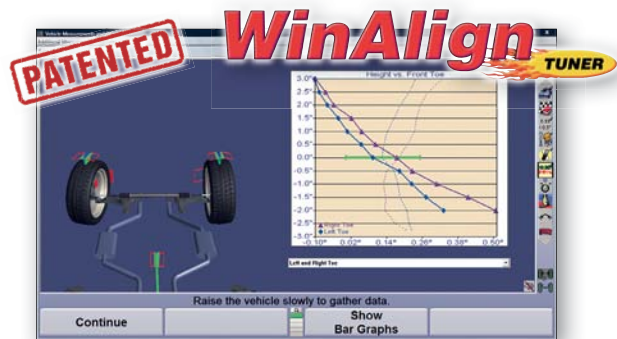 WinAlign
TUNER
PATENTED
Vehicle Measurements
Height vs. Front Toe
3.0"
2.5"
2.0"
1.5"
1.0"
0.5"
0.0"
-0.5"
-1.0"
-1.5"
-2.0"
-2.5"
-3.0"
Right Toe
Left Toe
-0.10° 0.02° 0.14° 0.26° 0.38° 0.50°
Left and Right Toe
Raise the vehicle slowly to gather data.
Continue
Show
Bar Graphs